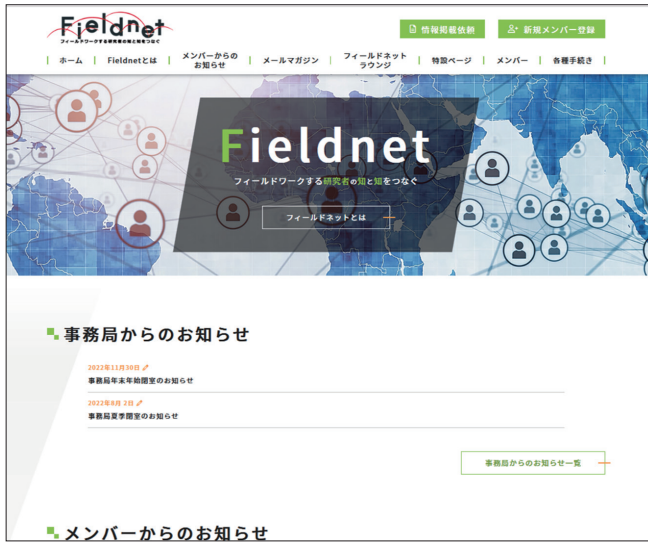 Fieldnet
フィールドワークする研究者の知と知をつなぐ
情報掲載依頼
新規メンバー登録
ホーム
Fieldnetとは
メンバーからの
お知らせ
メールマガジン
フィールドネット
ラウンジ
特設ページ
メンバー
各種手続き
Fieldnet
フィールドワークする研究者の知と知をつなぐ
フィールドネットとは
事務局からのお知らせ
2022年11月30日
事務局年末年始閉室のお知らせ
2022年8月 2日
事務局夏季閉室のお知らせ
事務局からのお知らせ一覧
メンバーからのお知らせ